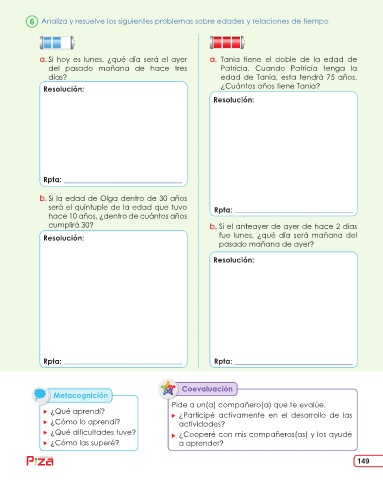 6 Analiza y resuelve los siguientes problemas sobre edades y relaciones de tiempo
a. Si hoy es lunes, ¿qué día será el ayer
del pasado mañana de hace tres
días?
Resolución:
Rpta:
b. Si la edad de Olga dentro de 30 años
será el quíntuple de la edad que tuvo
hace 10 años, ¿dentro de cuántos años
cumplirá 30?
Resolución:
Rpta:
a. Tania tiene el doble de la edad de
Patricia. Cuando Patricia tenga la
edad de Tania, esta tendrá 75 años.
¿Cuántos años tiene Tania?
Resolución:
Rpta:
b. Si el anteayer de ayer de hace 2 días
fue lunes, ¿qué día será mañana del
pasado mañana de ayer?
Resolución:
Rpta:
Metacognición
¿Qué aprendí?
¿Cómo lo aprendí?
¿Qué dificultades tuve?
¿Cómo las superé?
Coevaluación
Pide a un(a) compañero(a) que te evalúe.
¿Participé activamente en el desarrollo de las
actividades?
¿Cooperé con mis compañeros(as) y los ayudé
a aprender?
149